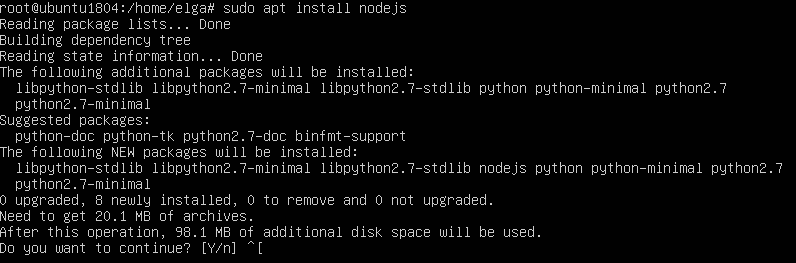 root@ubuntu1804:/home/elga# sudo apt install nodejs
Reading package lists... Done
Building dependency tree
Reading state information... Done
The following additional packages will be installed:
  libpython-stdlib libpython2.7-minimal libpython2.7-stdlib python python-minimal python2.7
  python2.7-minimal
Suggested packages:
  python-doc python-tk python2.7-doc binfmt-support
The following NEW packages will be installed:
  libpython-stdlib libpython2.7-minimal libpython2.7-stdlib nodejs python python-minimal python2.7
  python2.7-minimal
0 upgraded, 8 newly installed, 0 to remove and 0 not upgraded.
Need to get 20.1 MB of archives.
After this operation, 98.1 MB of additional disk space will be used.
Do you want to continue? [Y/n] ^[